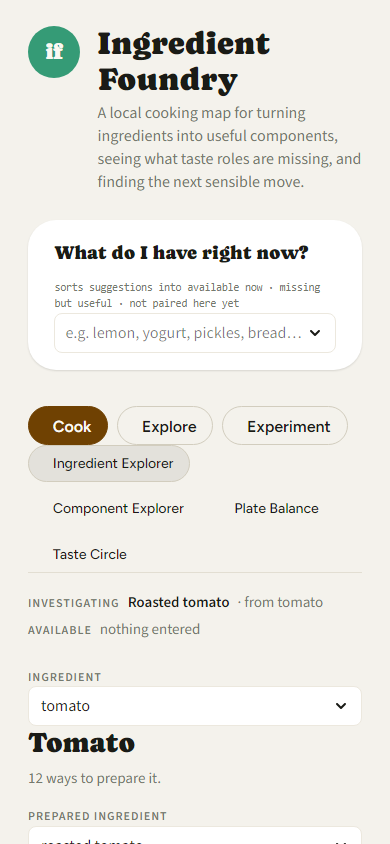 if
Ingredient
Foundry
A local cooking map for turning
ingredients into useful components,
seeing what taste roles are missing, and
finding the next sensible move.
What do I have right now?
sorts suggestions into available now · missing
but useful · not paired here yet
e.g. lemon, yogurt, pickles, bread…
Cook Explore Experiment
Ingredient Explorer
Component Explorer Plate Balance
Taste Circle
INVESTIGATING Roasted tomato · from tomato
AVAILABLE nothing entered
INGREDIENT
tomato
Tomato
12 ways to prepare it.
PREPARED INGREDIENT
roasted tomato